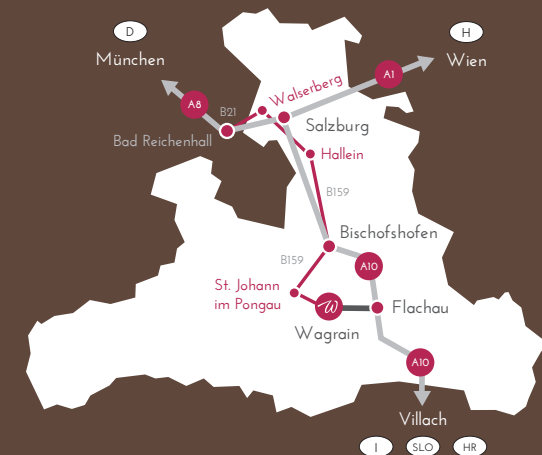 D
H
München
Wien
A1
A8
Walserberg
B21
Salzburg
Bad Reichenhall
Hallein
B159
Bischofshofen
B159
A10
St. Johann
im Pongau
W
Flachau
Wagrain
A10
Villach
I
SLO
HR